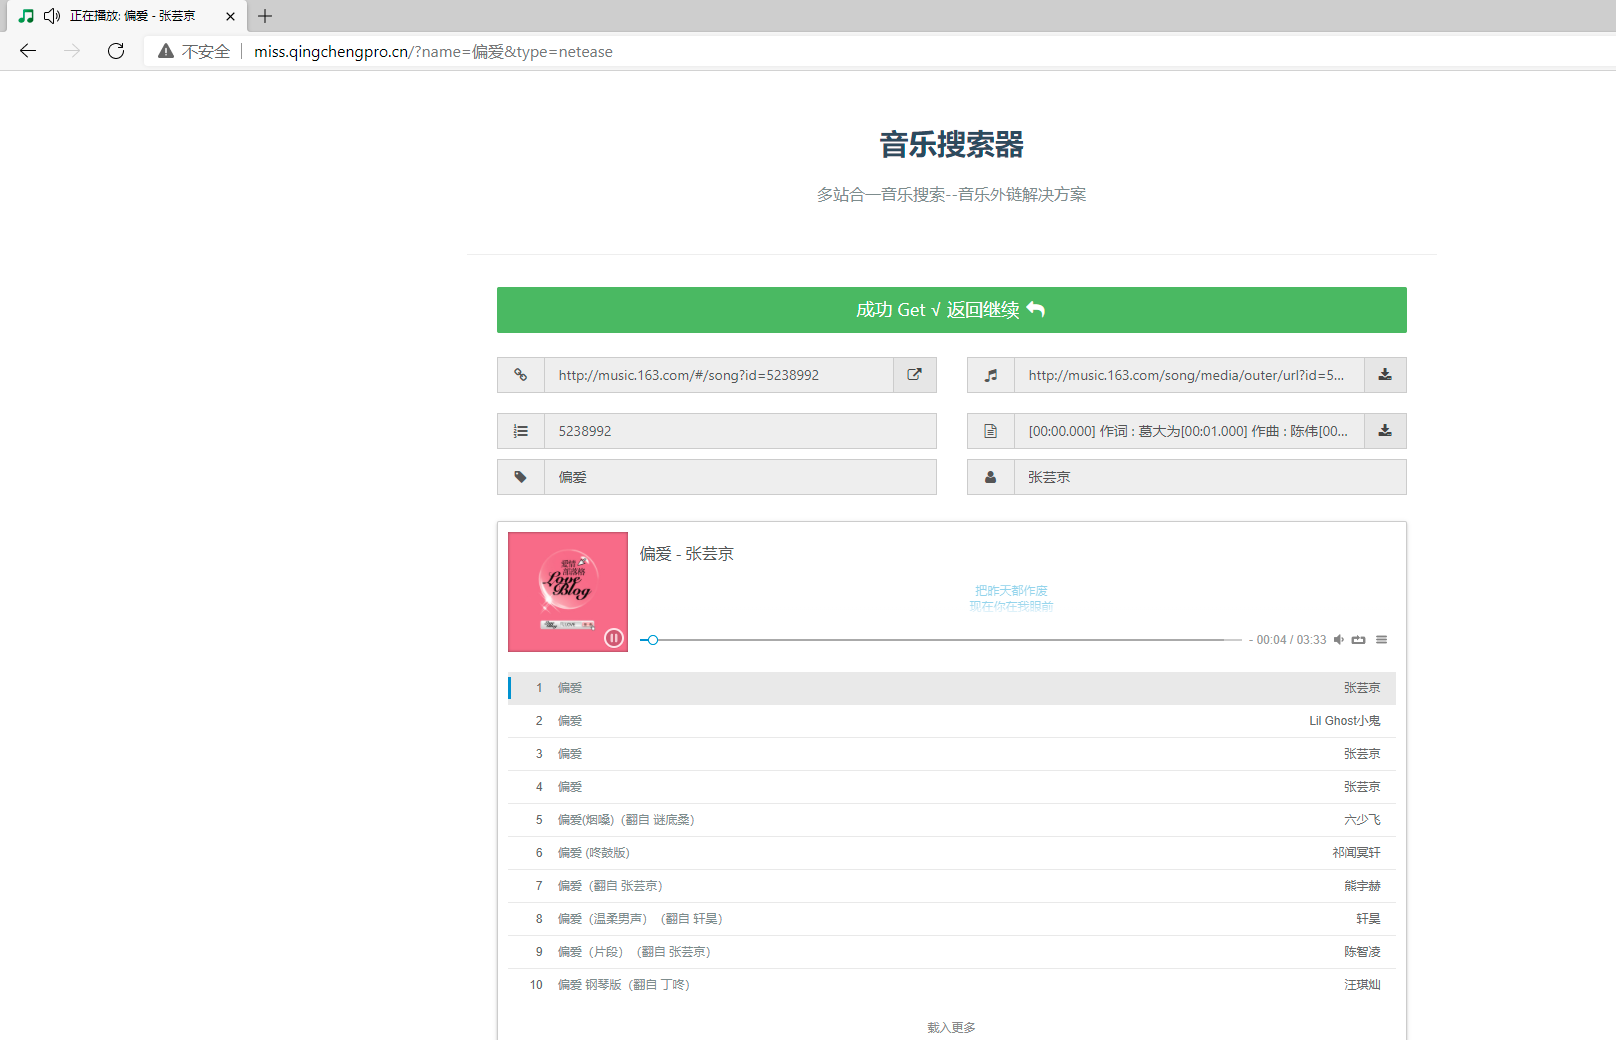 正在播放: 偏爱 - 张芸京
不安全 miss.qingchengpro.cn/?name=偏爱&type=netease
音乐搜索器
多站合一音乐搜索--音乐外链解决方案
成功 Get √ 返回继续
http://music.163.com/#/song?id=5238992
http://music.163.com/song/media/outer/url?id=5...
5238992
[00:00.000] 作词 : 葛大为[00:01.000] 作曲 : 陈伟[00...
偏爱
张芸京
爱情
部落格
Love
Blog
偏爱 - 张芸京
把昨天都作废
现在你在我眼前
- 00:04 / 03:33
1 偏爱 张芸京
2 偏爱 Lil Ghost小鬼
3 偏爱 张芸京
4 偏爱 张芸京
5 偏爱(烟嗓)（翻自 谜底桑） 六少飞
6 偏爱 (咚鼓版) 祁闻冥轩
7 偏爱（翻自 张芸京） 熊宇赫
8 偏爱（温柔男声）（翻自 轩昊） 轩昊
9 偏爱（片段）（翻自 张芸京） 陈智凌
10 偏爱 钢琴版（翻自 丁咚） 汪琪灿
载入更多